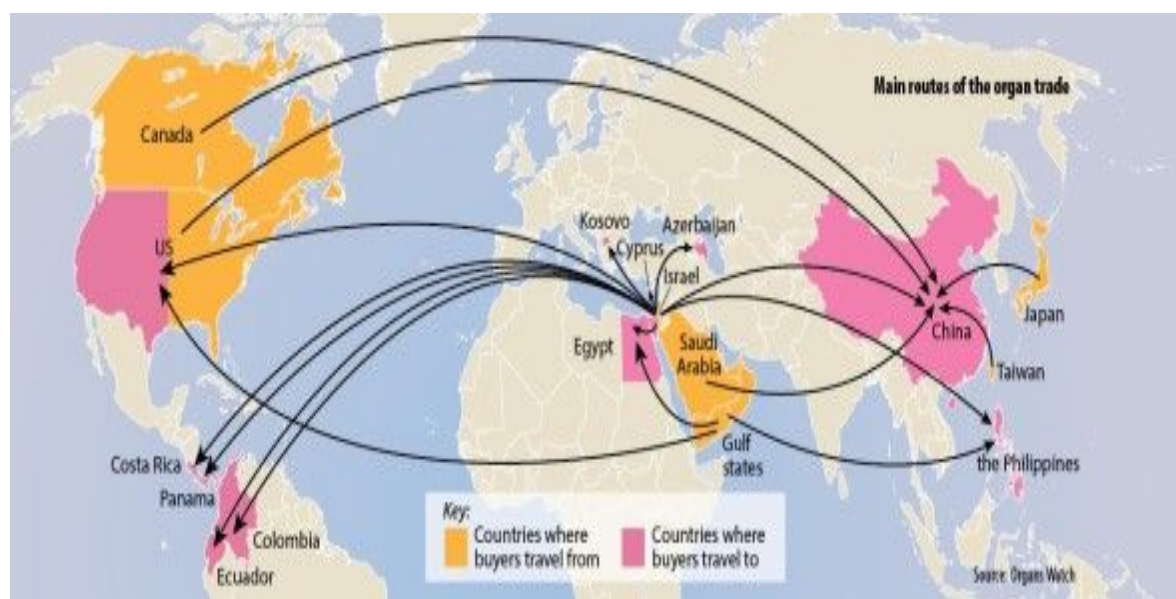 Main routes of the organ trade
Canada
US
Kosovo
Azerbaijan
Cyprus
Israel
Egypt
Saudi
Arabia
Gulf
states
China
Japan
Taiwan
the Philippines
Costa Rica
Panama
Colombia
Ecuador
Key:
Countries where
buyers travel from
Countries where
buyers travel to
Source: Organs Watch